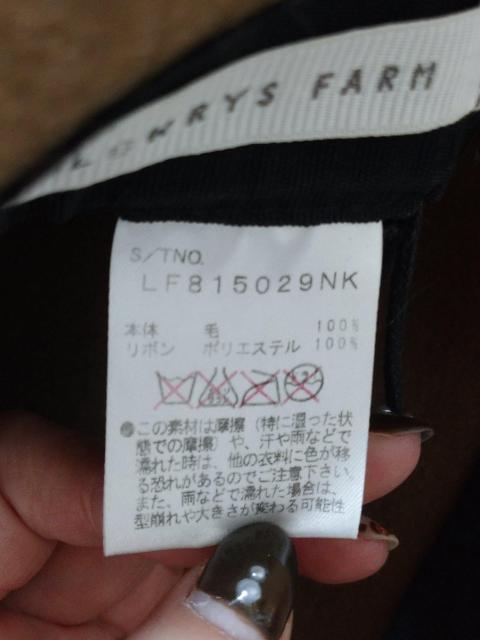 LOWRYS FARM
S/TNO.
LF815029NK
本体 毛 100%
リボン ポリエステル 100%
●この素材は摩擦(特に湿った状
態での摩擦)や、汗や雨などで
濡れた時は、他の衣料に色が移
る恐れがあるのでご注意下さい。
また、雨などで濡れた場合は、
型崩れや大きさが変わる可能性